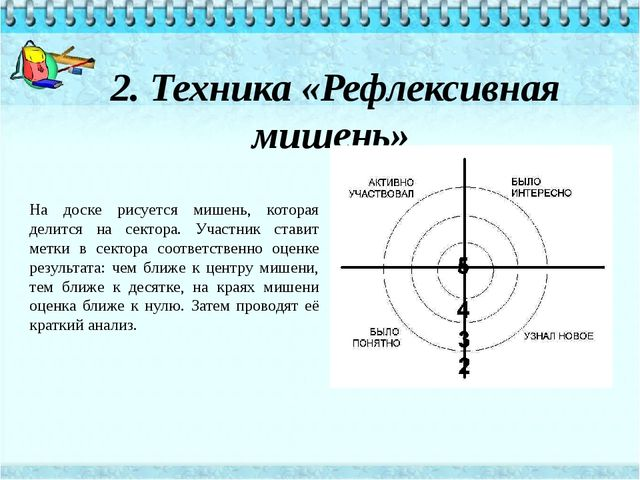 2. Техника «Рефлексивная
мишень»
На доске рисуется мишень, которая
делится на сектора. Участник ставит
метки в сектора соответственно оценке
результата: чем ближе к центру мишени,
тем ближе к десятке, на краях мишени
оценка ближе к нулю. Затем проводят её
краткий анализ.
АКТИВНО
УЧАСТВОВАЛ
БЫЛО
ИНТЕРЕСНО
5
4
3
2
БЫЛО
ПОНЯТНО
УЗНАЛ НОВОЕ